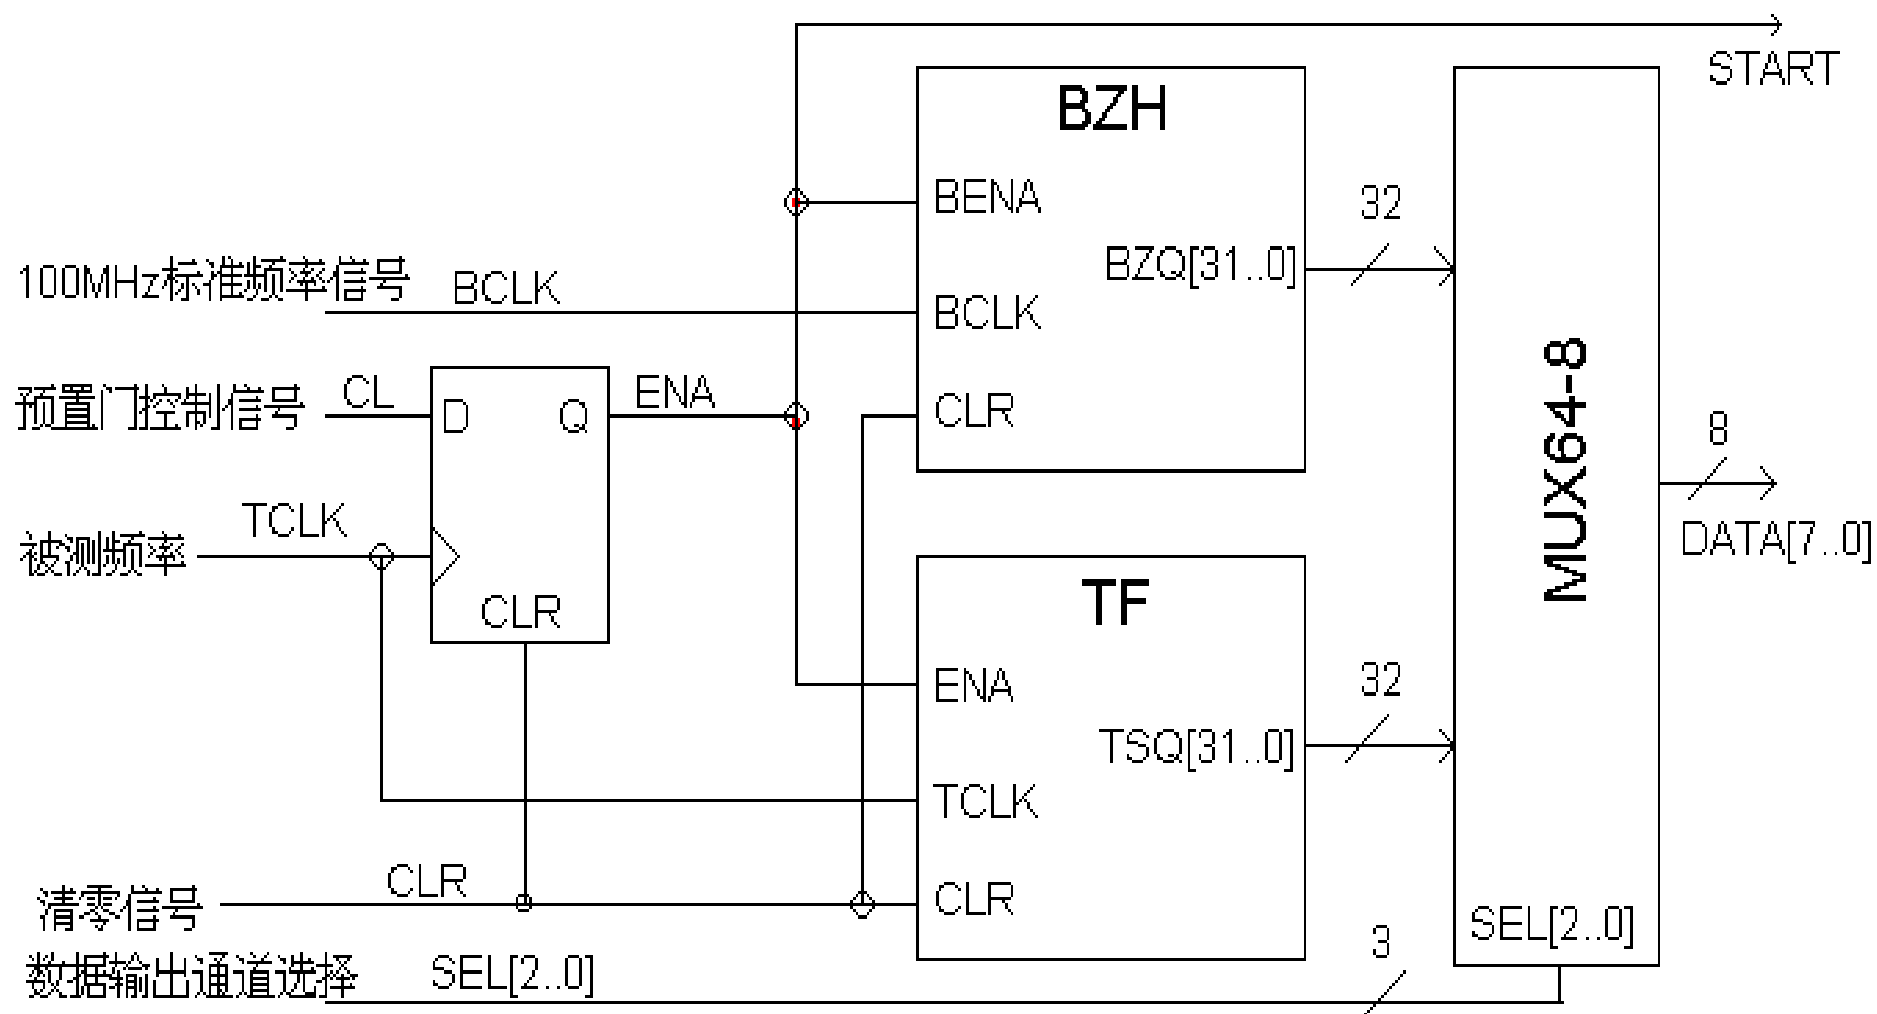 START
BZH
BENA
32
BZQ[31..0]
100MHz标准频率信号
BCLK
BCLK
预置门控制信号
CL
D
Q
ENA
CLR
MUX64-8
8
DATA[7..0]
被测频率
TCLK
CLR
TF
ENA
32
TSQ[31..0]
TCLK
清零信号
CLR
CLR
SEL[2..0]
数据输出通道选择
SEL[2..0]
3